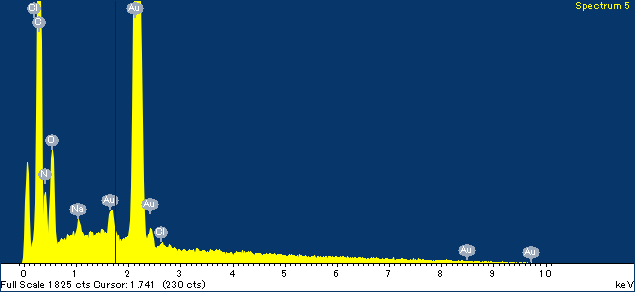 Spectrum 5
Cl
C
Au
O
N
Na
Au
Au
Cl
Au
Au
0 1 2 3 4 5 6 7 8 9 10
Full Scale 1825 cts Cursor: 1.741 (230 cts)
keV